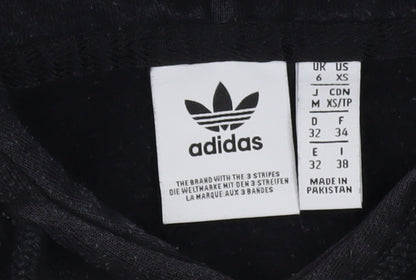 adidas
THE BRAND WITH THE 3 STRIPES
DIE WELTMARKE MIT DEN 3 STREIFEN
LA MARQUE AUX 3 BANDES
UK US
6 XS
J CDN
M XS/TP
D F
32 34
E I
32 38
MADE IN
PAKISTAN